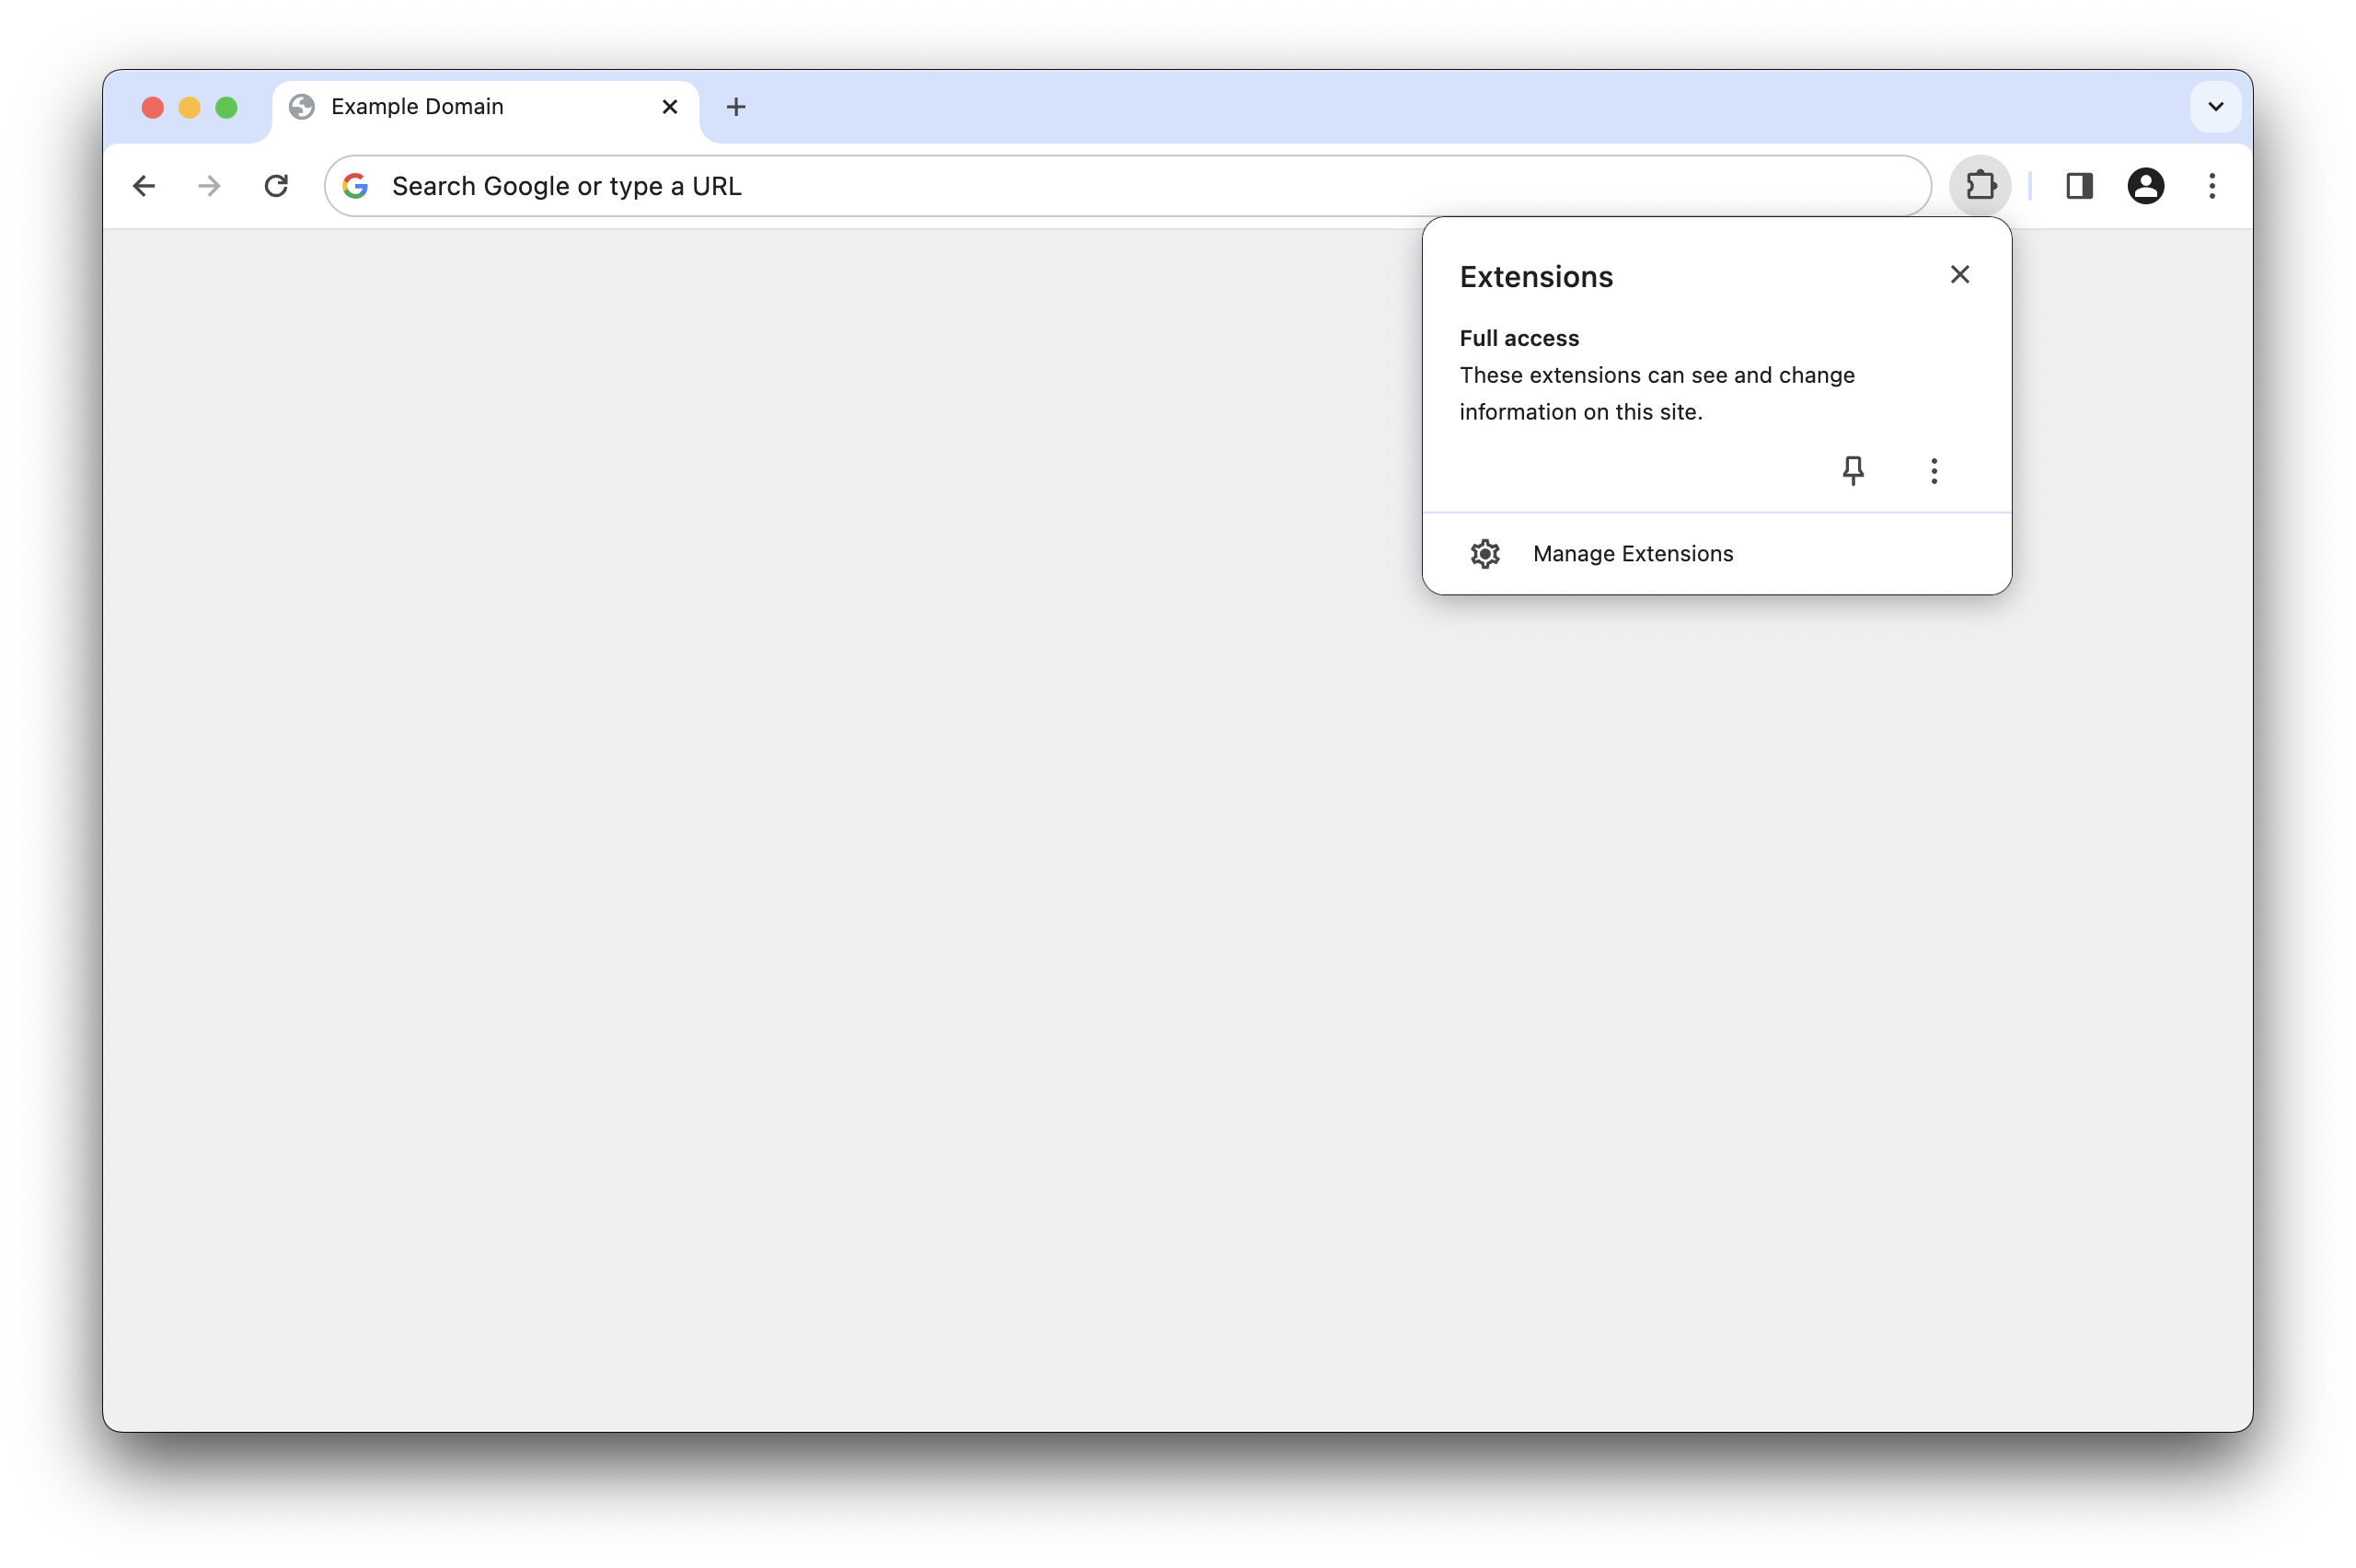 Example Domain
Search Google or type a URL
Extensions
Full access
These extensions can see and change
information on this site.
Manage Extensions